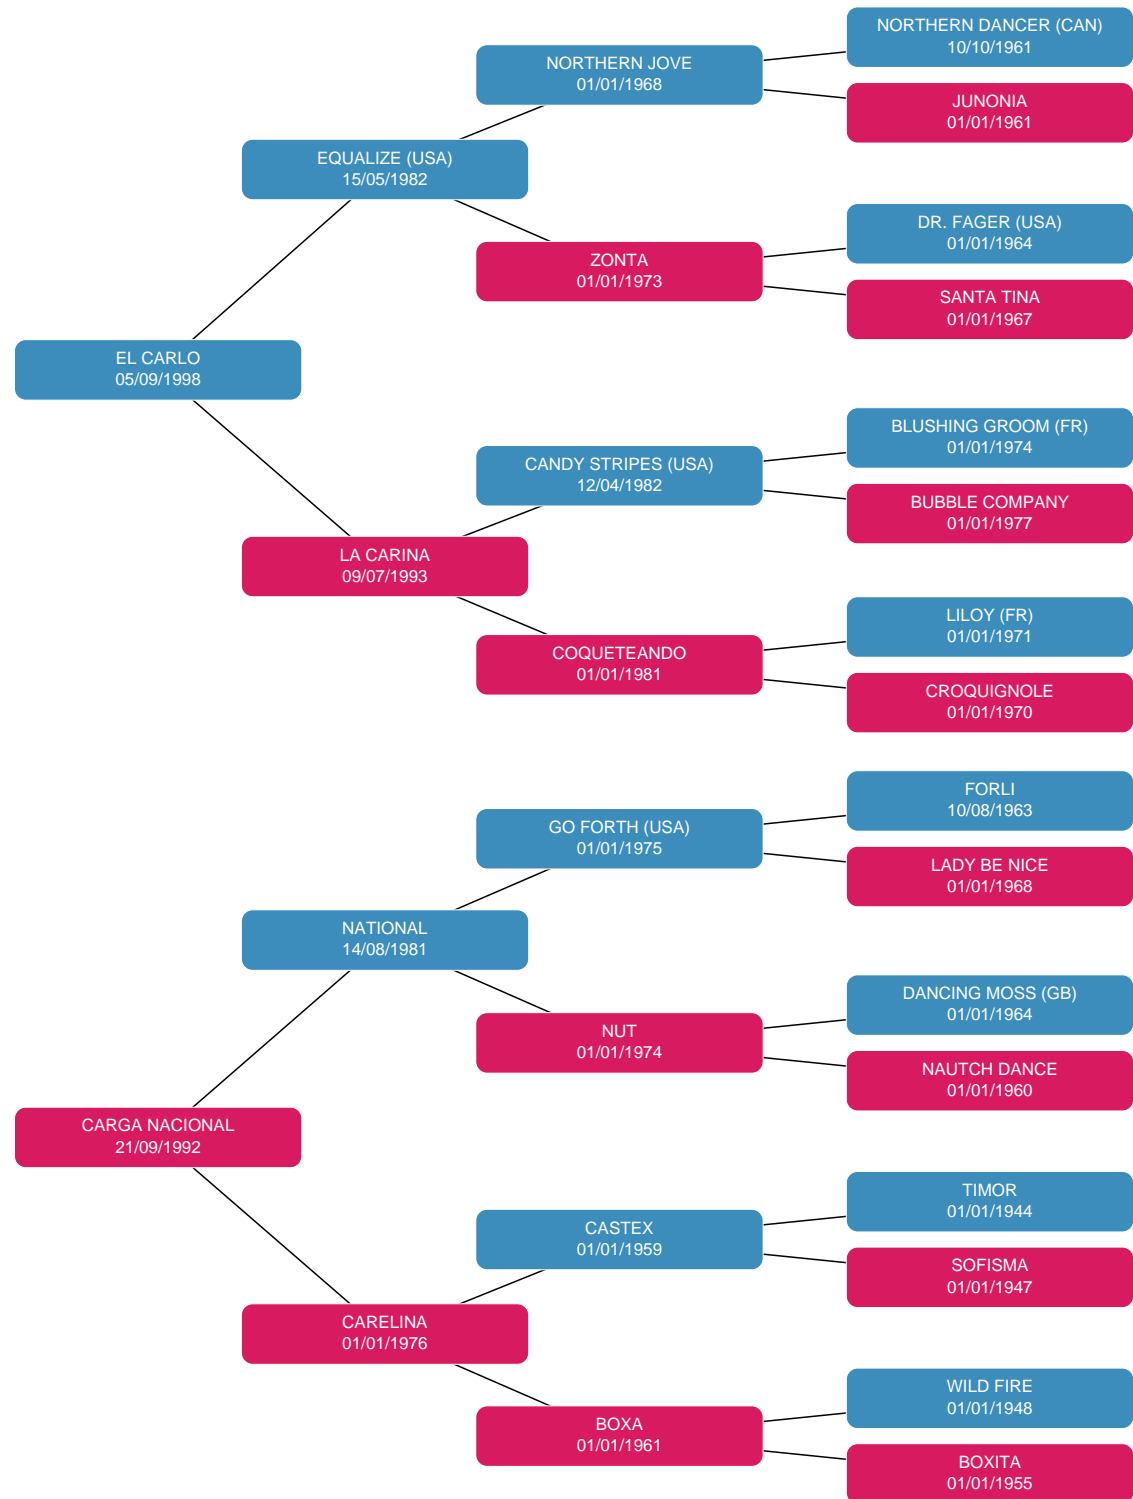 NORTHERN DANCER (CAN)
10/10/1961
NORTHERN JOVE
01/01/1968
JUNONIA
01/01/1961
EQUALIZE (USA)
15/05/1982
DR. FAGER (USA)
01/01/1964
ZONTA
01/01/1973
SANTA TINA
01/01/1967
EL CARLO
05/09/1998
BLUSHING GROOM (FR)
01/01/1974
CANDY STRIPES (USA)
12/04/1982
BUBBLE COMPANY
01/01/1977
LA CARINA
09/07/1993
LILOY (FR)
01/01/1971
COQUETEANDO
01/01/1981
CROQUIGNOLE
01/01/1970
FORLI
10/08/1963
GO FORTH (USA)
01/01/1975
LADY BE NICE
01/01/1968
NATIONAL
14/08/1981
DANCING MOSS (GB)
01/01/1964
NUT
01/01/1974
NAUTCH DANCE
01/01/1960
CARGA NACIONAL
21/09/1992
TIMOR
01/01/1944
CASTEX
01/01/1959
SOFISMA
01/01/1947
CARELINA
01/01/1976
WILD FIRE
01/01/1948
BOXA
01/01/1961
BOXITA
01/01/1955